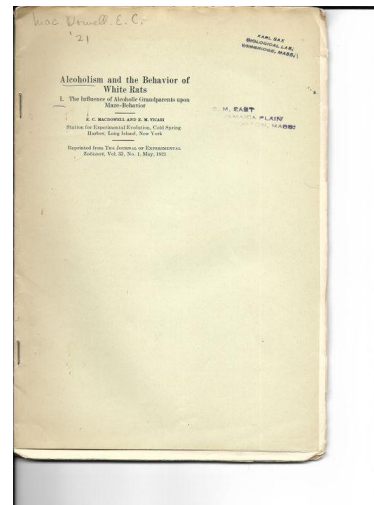 Mac Dowell, E. C.
'21
KARL SAX
BIOLOGICAL LAB.
CAMBRIDGE, MASS.
Alcoholism and the Behavior of
White Rats
I. The Influence of Alcoholic Grandparents upon
Maze-Behavior
E. M. EAST
JAMAICA PLAIN
MASS.
E. C. MACDOWELL AND E. M. VICARI
Station for Experimental Evolution, Cold Spring
Harbor, Long Island, New York
Reprinted from THE JOURNAL OF EXPERIMENTAL
ZOÖLOGY, Vol. 33, No. 1, May, 1921